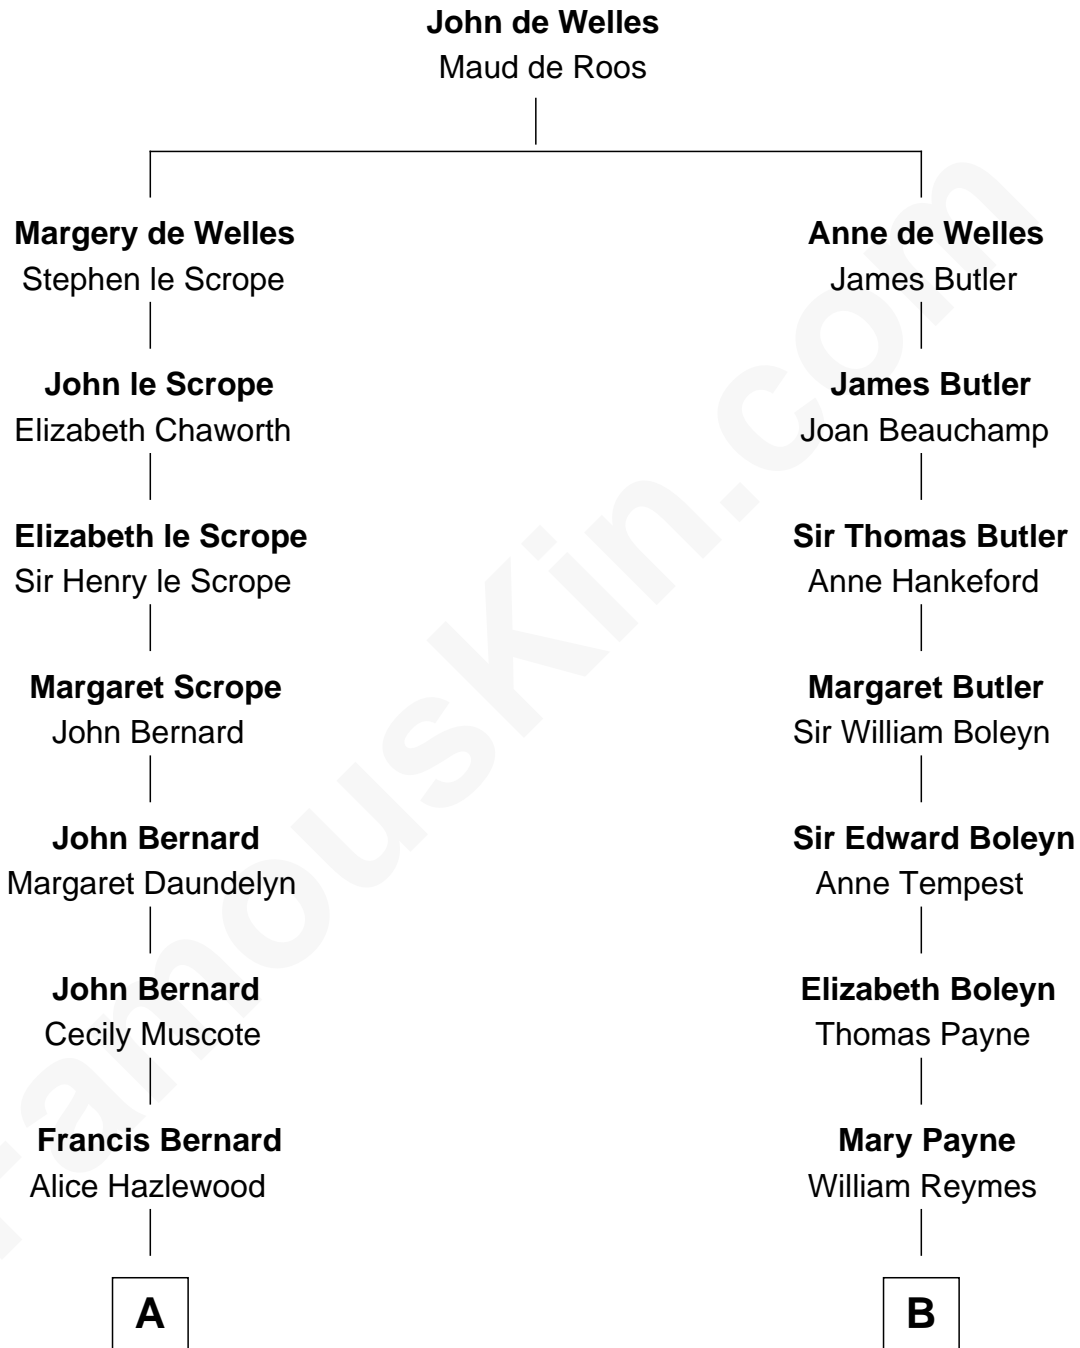 John de Welles
Maud de Roos
Margery de Welles
Stephen le Scrope
Anne de Welles
James Butler
John le Scrope
Elizabeth Chaworth
James Butler
Joan Beauchamp
Elizabeth le Scrope
Sir Henry le Scrope
Sir Thomas Butler
Anne Hankeford
Margaret Scrope
John Bernard
Margaret Butler
Sir William Boleyn
John Bernard
Margaret Daundelyn
Sir Edward Boleyn
Anne Tempest
John Bernard
Cecily Muscote
Elizabeth Boleyn
Thomas Payne
Francis Bernard
Alice Hazlewood
Mary Payne
William Reymes
A
B
FamousKin.com